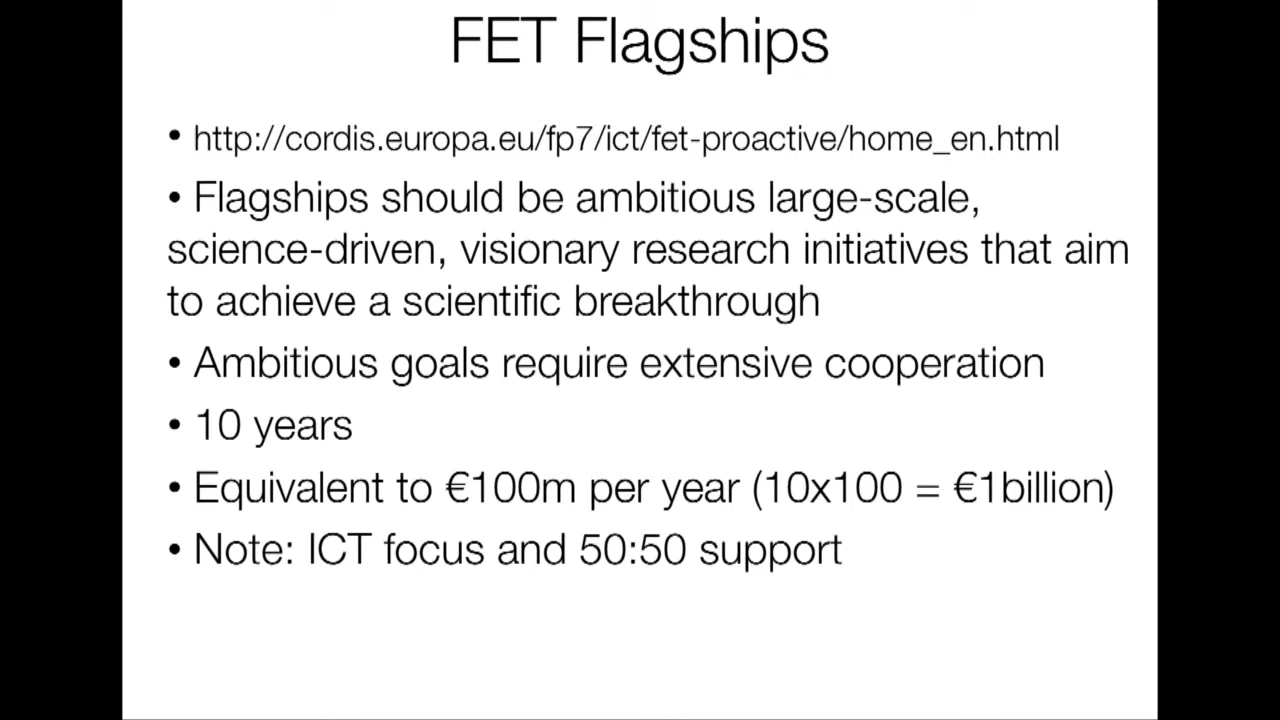 FET Flagships
• http://cordis.europa.eu/fp7/ict/fet-proactive/home_en.html
• Flagships should be ambitious large-scale,
science-driven, visionary research initiatives that aim
to achieve a scientific breakthrough
• Ambitious goals require extensive cooperation
• 10 years
• Equivalent to €100m per year (10x100 = €1billion)
• Note: ICT focus and 50:50 support